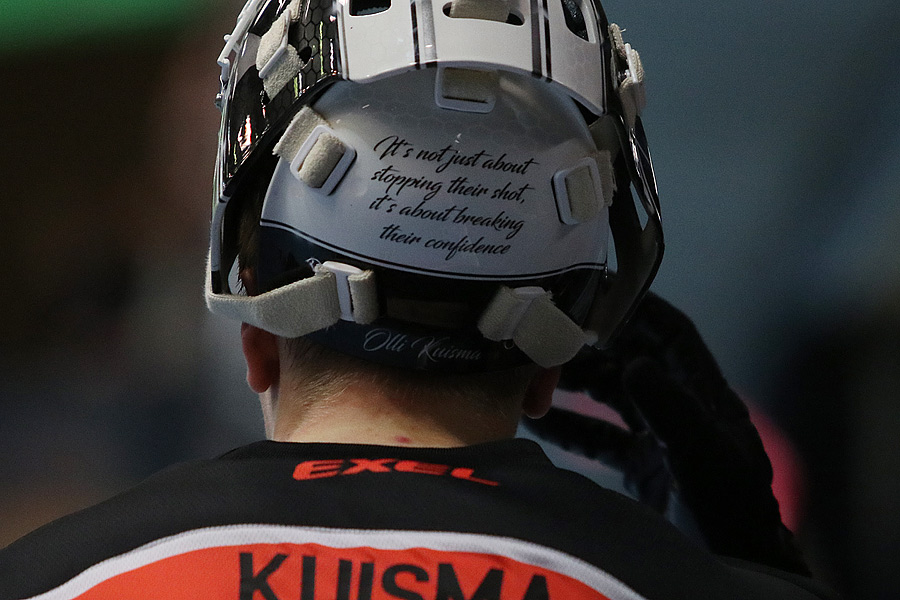 It's not just about
stopping their shot,
it's about breaking
their confidence
Olli Kuisma
EXEL
KUISMA